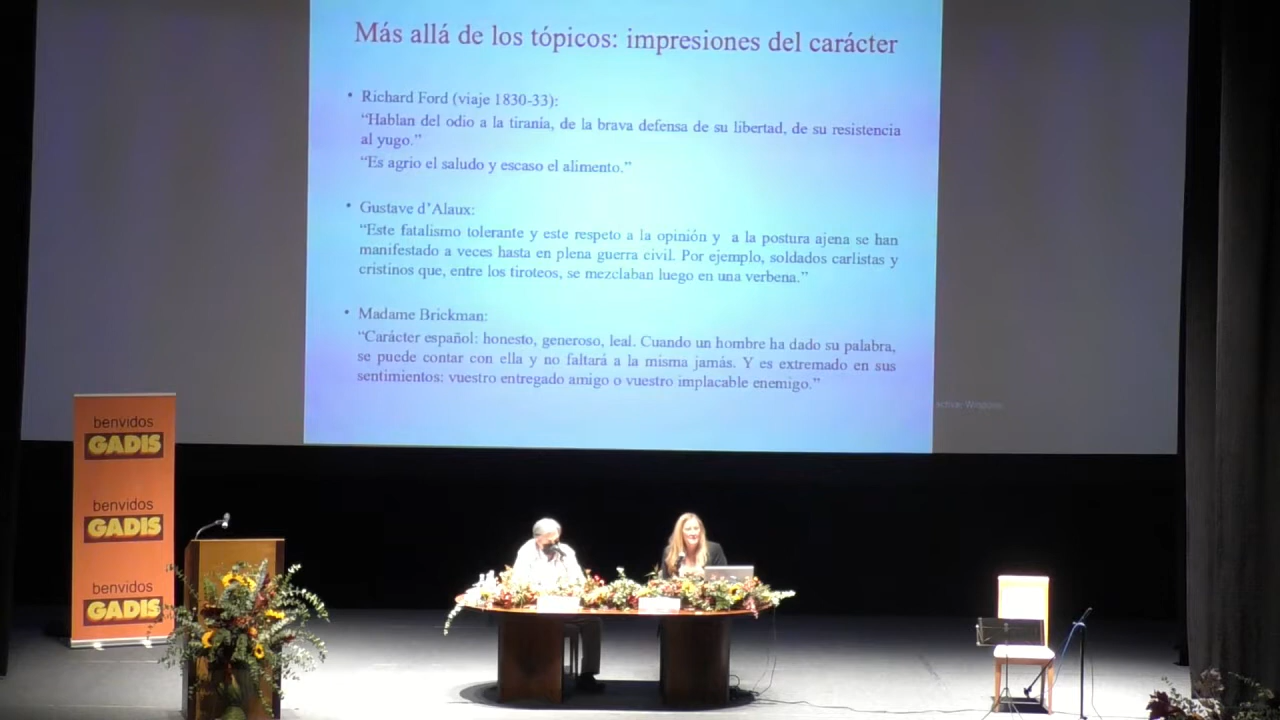 Más allá de los tópicos: impresiones del carácter
• Richard Ford (viaje 1830-33):
“Hablan del odio a la tiranía, de la brava defensa de su libertad, de su resistencia
al yugo.”
“Es agrio el saludo y escaso el alimento.”
• Gustave d’Alaux:
“Este fatalismo tolerante y este respeto a la opinión y a la postura ajena se han
manifestado a veces hasta en plena guerra civil. Por ejemplo, soldados carlistas y
cristinos que, entre los tiroteos, se mezclaban luego en una verbena.”
• Madame Brickman:
“Carácter español: honesto, generoso, leal. Cuando un hombre ha dado su palabra,
se puede contar con ella y no faltará a la misma jamás. Y es extremado en sus
sentimientos: vuestro entregado amigo o vuestro implacable enemigo.”
benvidos
GADIS
benvidos
GADIS
benvidos
GADIS